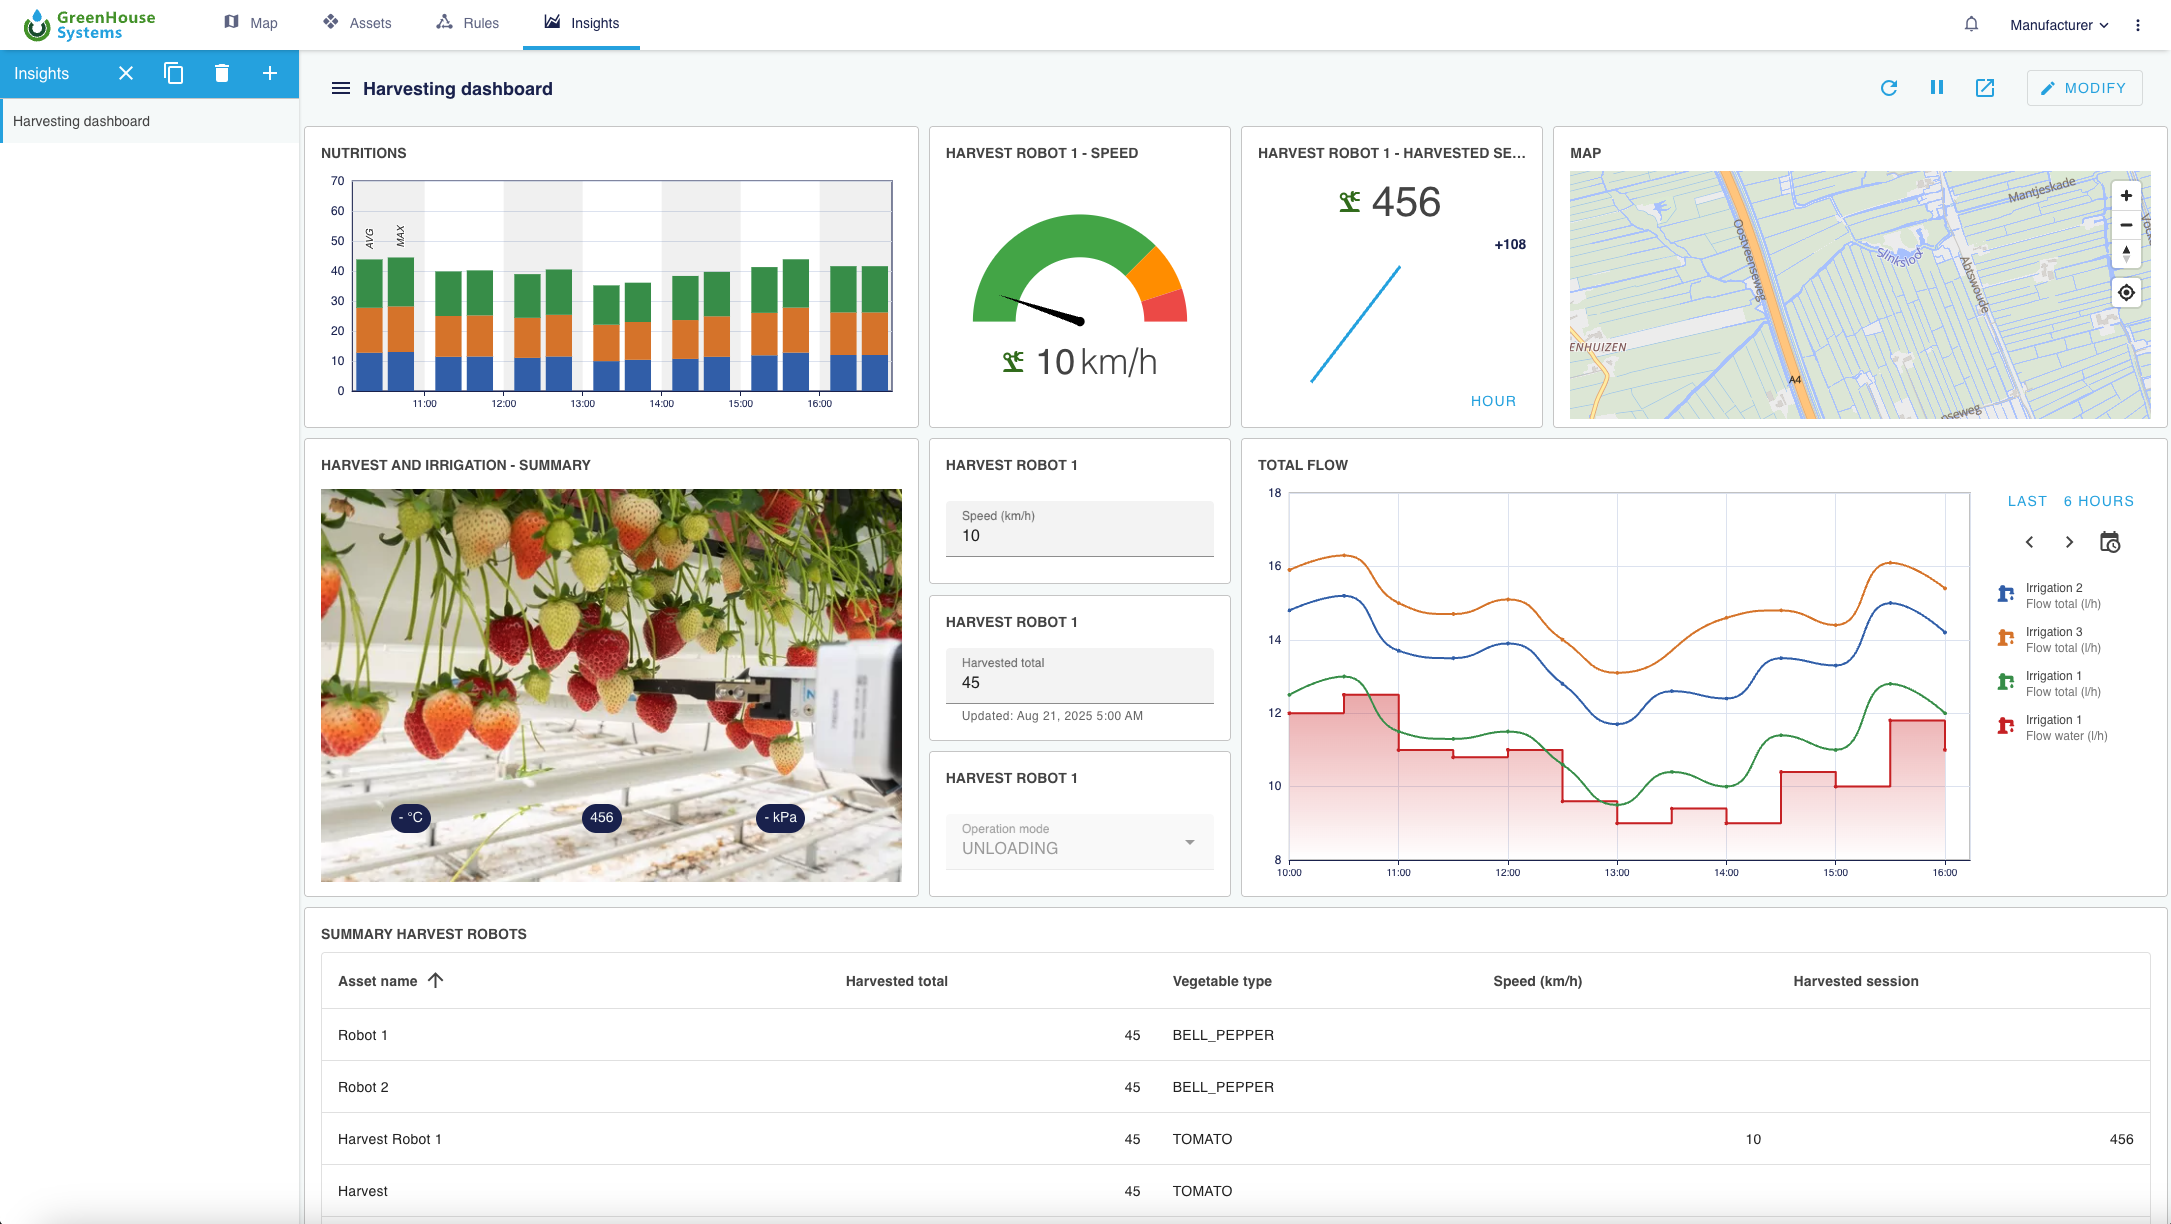 GreenHouse
Systems
Map
Assets
Rules
Insights
Manufacturer
Insights
Harvesting dashboard
Harvesting dashboard
MODIFY
NUTRITIONS
70
60
50
40
30
20
10
0
AVG
MAX
11:00
12:00
13:00
14:00
15:00
16:00
HARVEST ROBOT 1 - SPEED
10 km/h
HARVEST ROBOT 1 - HARVESTED SE...
456
+108
HOUR
MAP
Mantjeskade
Oostveenseweg
Slinksloot
Abtswoude
ENHUIZEN
A4
oseweg
HARVEST AND IRRIGATION - SUMMARY
- °C
456
- kPa
HARVEST ROBOT 1
Speed (km/h)
10
HARVEST ROBOT 1
Harvested total
45
Updated: Aug 21, 2025 5:00 AM
HARVEST ROBOT 1
Operation mode
UNLOADING
TOTAL FLOW
18
16
14
12
10
8
10:00
11:00
12:00
13:00
14:00
15:00
16:00
LAST 6 HOURS
Irrigation 2
Flow total (l/h)
Irrigation 3
Flow total (l/h)
Irrigation 1
Flow total (l/h)
Irrigation 1
Flow water (l/h)
SUMMARY HARVEST ROBOTS
Asset name Harvested total Vegetable type Speed (km/h) Harvested session
Robot 1 45 BELL_PEPPER
Robot 2 45 BELL_PEPPER
Harvest Robot 1 45 TOMATO 10 456
Harvest 45 TOMATO